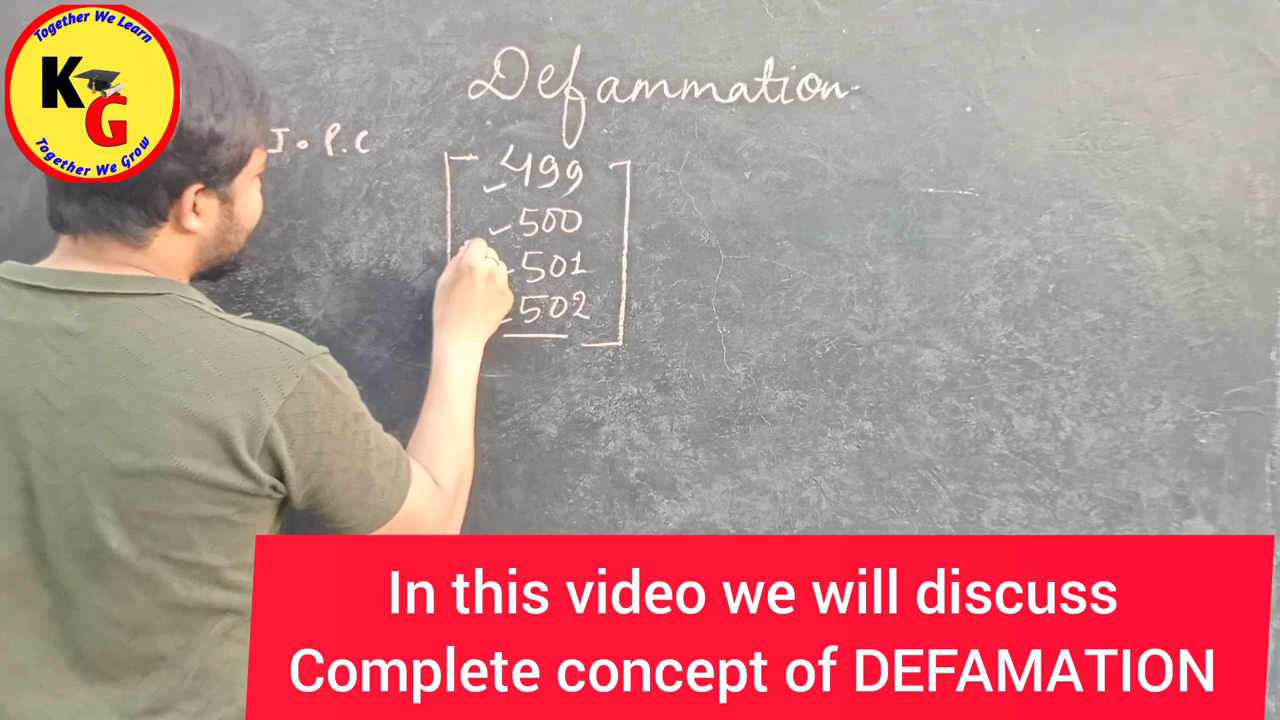 Together We Learn
KG
Together We Grow
Defammation.
I.P.C
499
500
501
502
In this video we will discuss
Complete concept of DEFAMATION